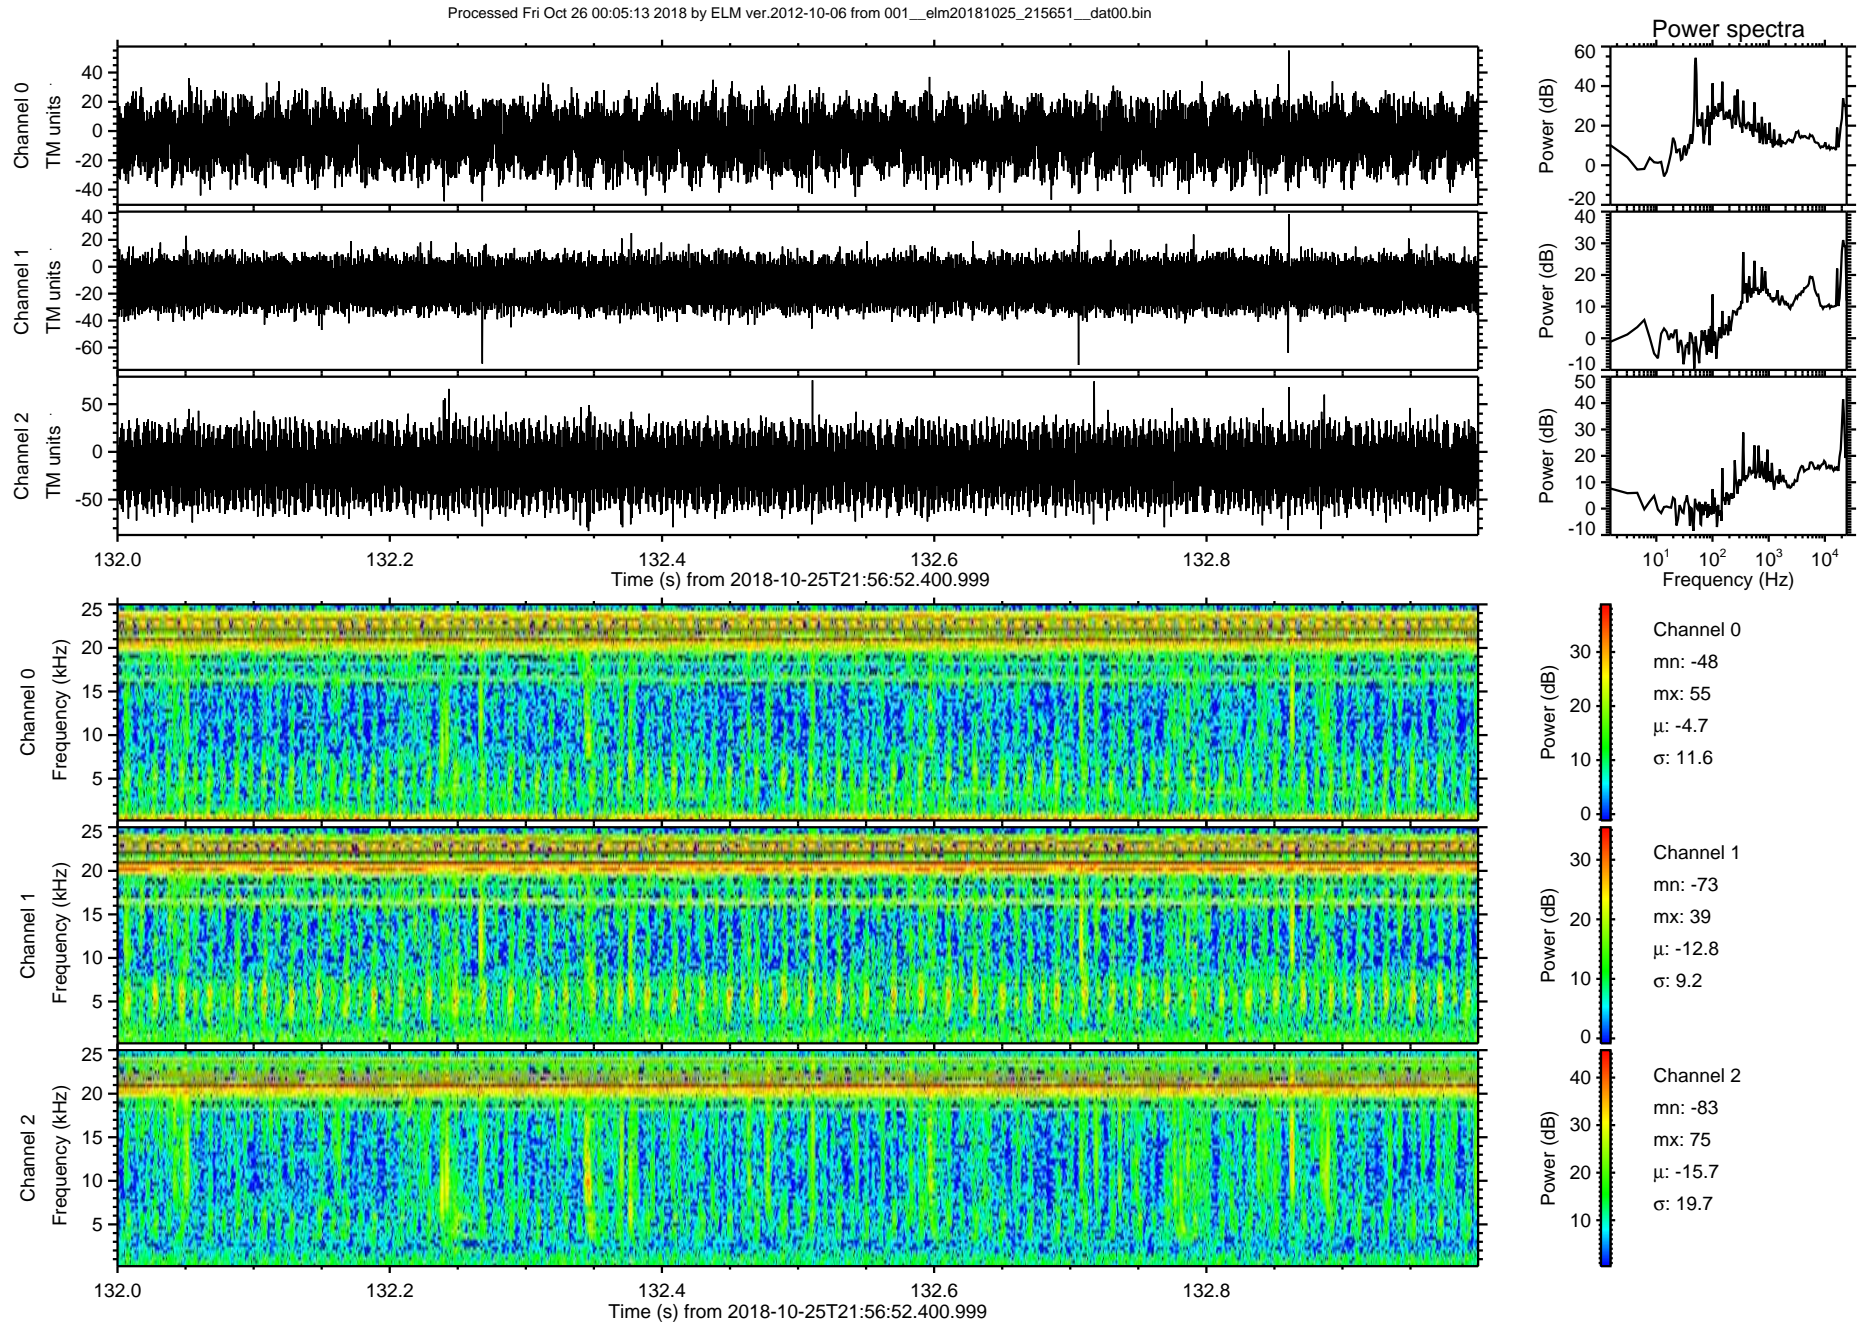 Processed Fri Oct 26 00:05:13 2018 by ELM ver.2012-10-06 from 001__elm20181025_215651__dat00.bin
Power spectra
Channel 0
TM units
40
20
0
-20
-40
Power (dB)
60
40
20
0
-20
Channel 1
TM units
40
20
0
-20
-40
-60
Power (dB)
40
30
20
10
0
-10
Channel 2
TM units
50
0
-50
Power (dB)
50
40
30
20
10
0
-10
132.0 132.2 132.4 132.6 132.8
Time (s) from 2018-10-25T21:56:52.400.999
10¹ 10² 10³ 10⁴
Frequency (Hz)
Channel 0
Frequency (kHz)
25
20
15
10
5
Power (dB)
30
20
10
0
Channel 0
mn: -48
mx: 55
μ: -4.7
σ: 11.6
Channel 1
Frequency (kHz)
25
20
15
10
5
Power (dB)
30
20
10
0
Channel 1
mn: -73
mx: 39
μ: -12.8
σ: 9.2
Channel 2
Frequency (kHz)
25
20
15
10
5
Power (dB)
40
30
20
10
Channel 2
mn: -83
mx: 75
μ: -15.7
σ: 19.7
132.0 132.2 132.4 132.6 132.8
Time (s) from 2018-10-25T21:56:52.400.999